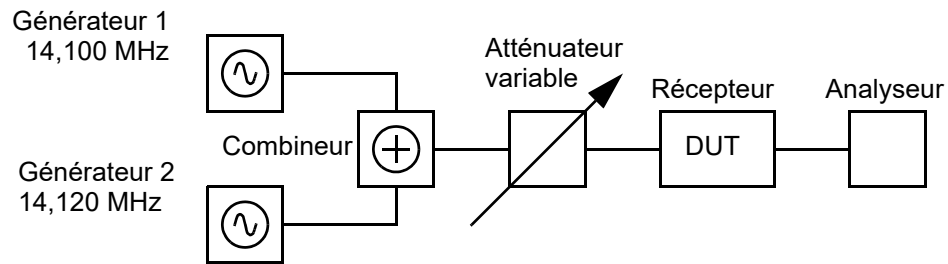 Générateur 1
14,100 MHz
Atténuateur
variable
Récepteur
Analyseur
Combineur
DUT
Générateur 2
14,120 MHz